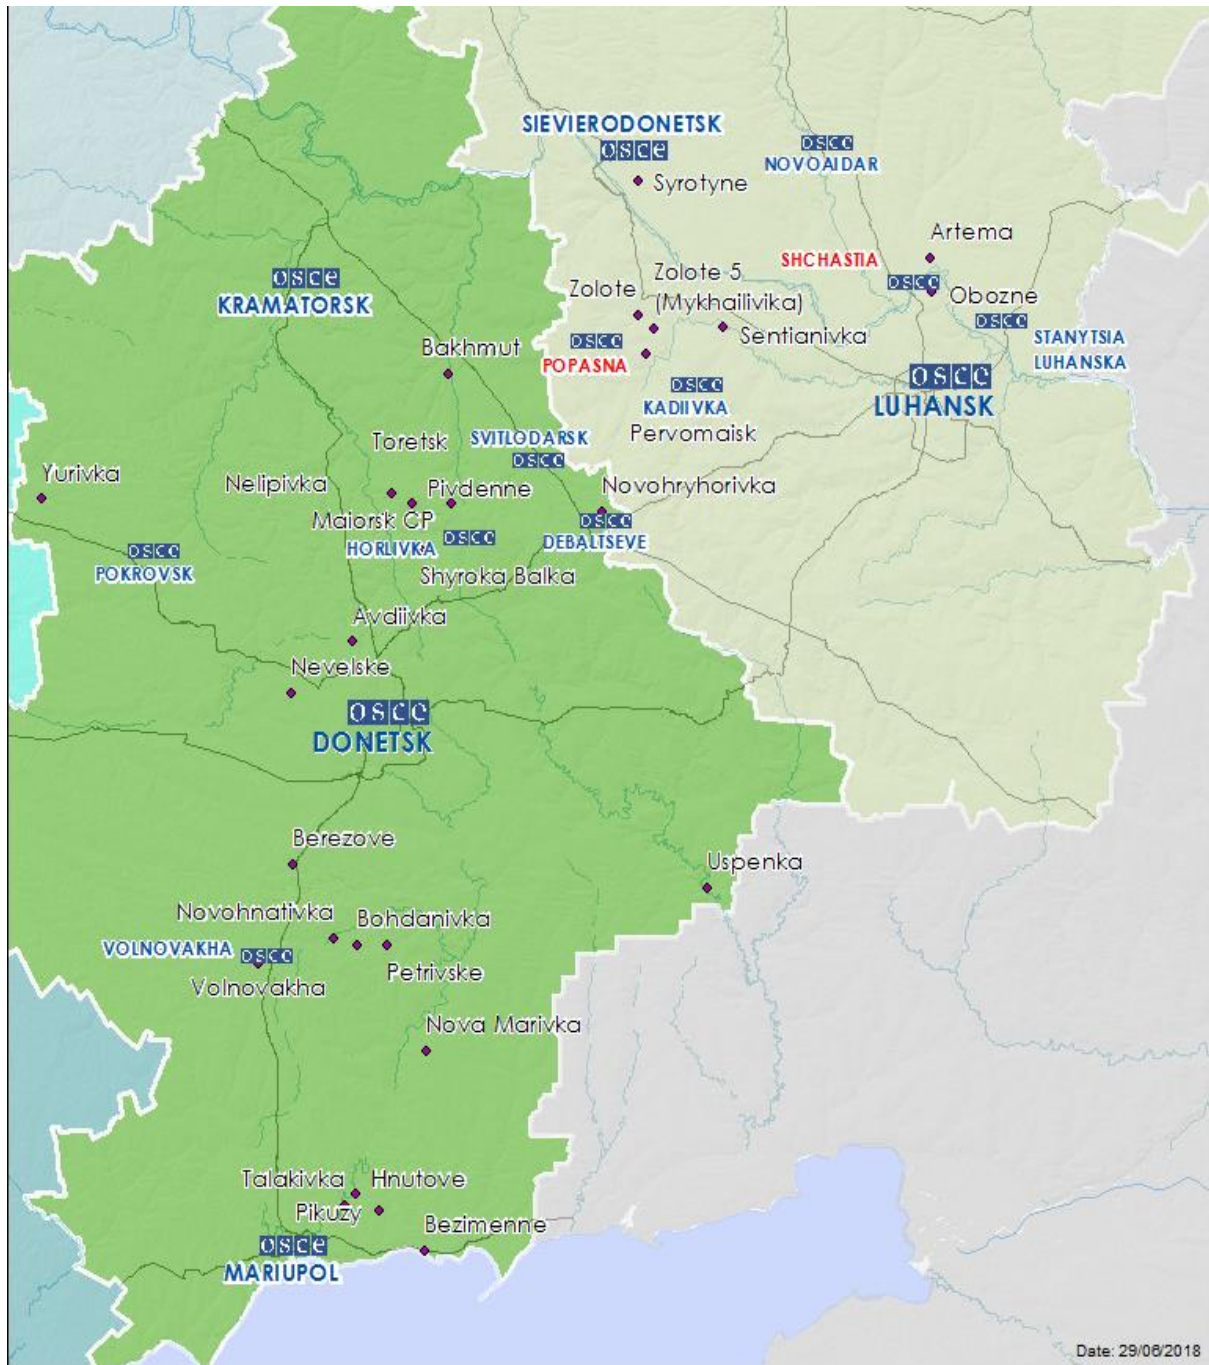 SIEVIERODONETSK
osce
osce
NOVOAIDAR
Syrotyne
Artema
SHCHASTIA
osce
Obozne
Zolote 5
(Mykhailivika)
Zolote
osce
KRAMATORSK
Sentianivka
osce
STANYTSIA
LUHANSKA
osce
POPASNA
Bakhmut
osce
LUHANSK
osce
KADIIVKA
Pervomaisk
Toretsk
SVITLODARSK
osce
Yurivka
Nelipivka
Pivdenne
Novohryhorivka
Maiorsk CP
osce
DEBALTSEVE
HORLIVKA
osce
osce
POKROVSK
Shyroka Balka
Avdiivka
Nevelske
osce
DONETSK
Berezove
Uspenka
Novohnativka
Bohdanivka
VOLNOVAKHA
osce
Petrivske
Volnovakha
Nova Marivka
Talakivka
Hnutove
Pikuzy
Bezimenne
osce
MARIUPOL
Date: 29/06/2018